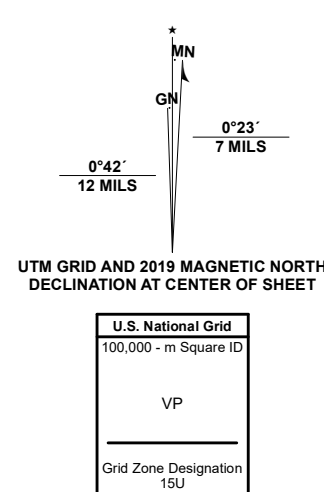 ★
MN
GN
0°23´
7 MILS
0°42´
12 MILS
UTM GRID AND 2019 MAGNETIC NORTH
DECLINATION AT CENTER OF SHEET
U.S. National Grid
100,000 - m Square ID
VP
Grid Zone Designation
15U